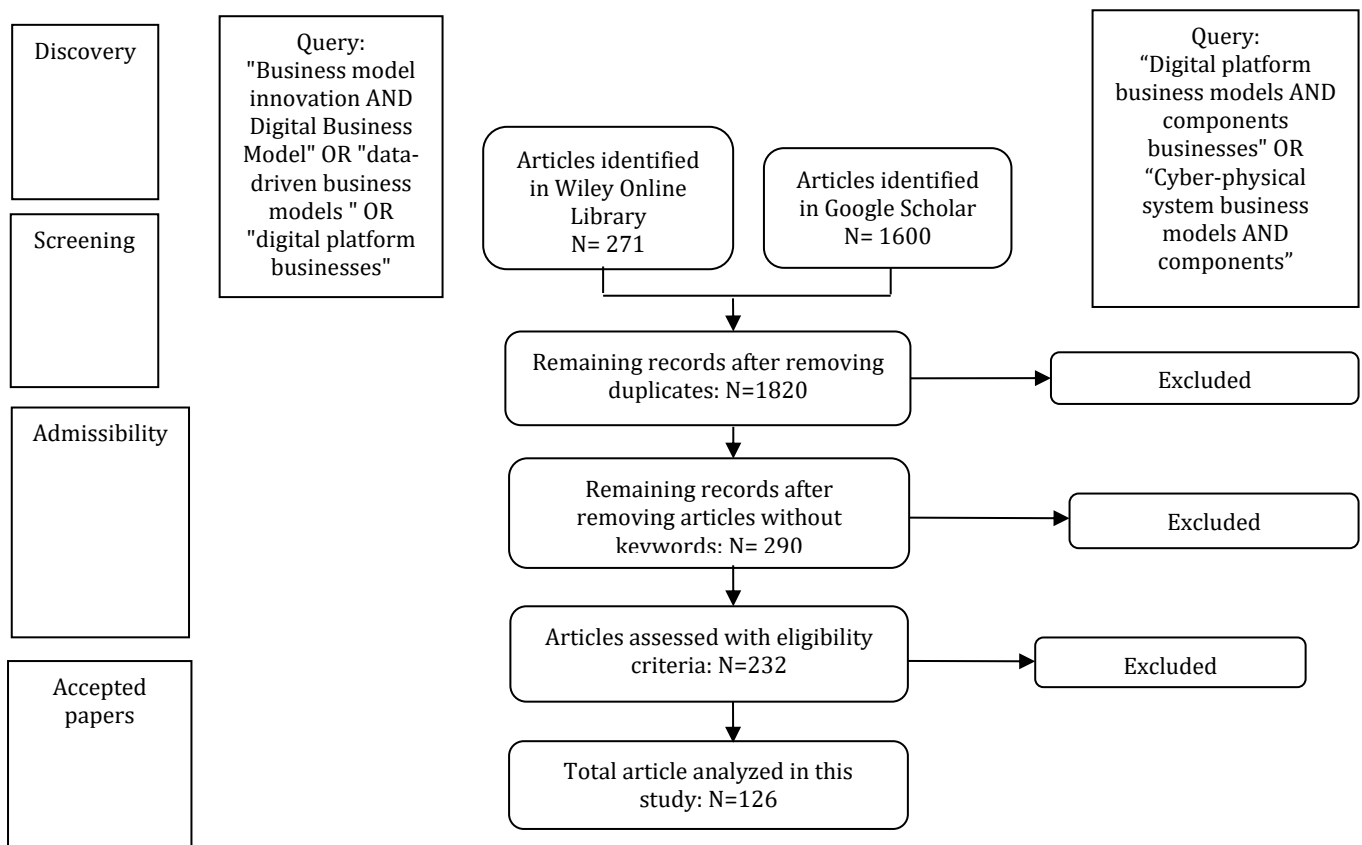 Discovery
Query:
"Business model
innovation AND
Digital Business
Model" OR "data-
driven business
models " OR
"digital platform
businesses"
Query:
“Digital platform
business models AND
components
businesses" OR
“Cyber-physical
system business
models AND
components”
Articles identified
in Wiley Online
Library
N= 271
Articles identified
in Google Scholar
N= 1600
Screening
Remaining records after removing
duplicates: N=1820
Excluded
Admissibility
Remaining records after
removing articles without
keywords: N= 290
Excluded
Articles assessed with eligibility
criteria: N=232
Excluded
Accepted
papers
Total article analyzed in this
study: N=126